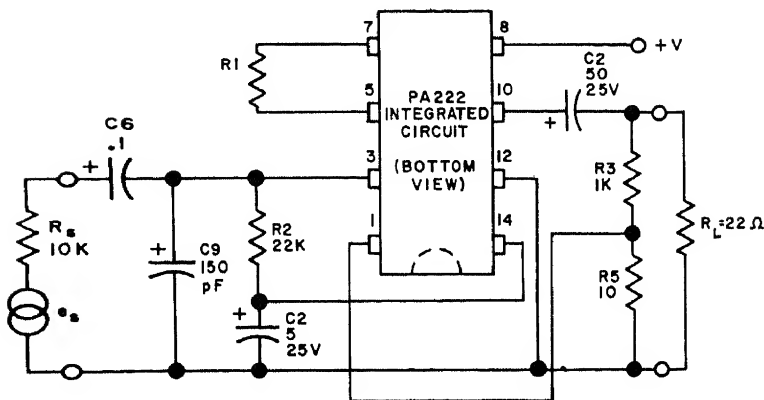 7
8
+V
R1
C2
50
25V
5
10
PA222
INTEGRATED
CIRCUIT
C6
.1
+
+
3
12
(BOTTOM
VIEW)
R3
1K
Rs
10K
R2
22K
1
14
RL=22Ω
+
C9
150
pF
R5
10
es
+
C2
5
25V